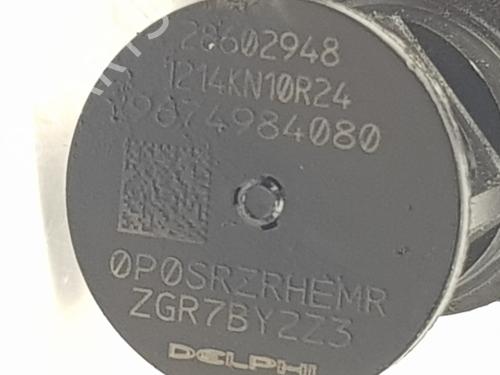 28602948
1214KN10R24
9674984080
0P0SRZRHEMR
ZGR7BY2Z3
DELPHI